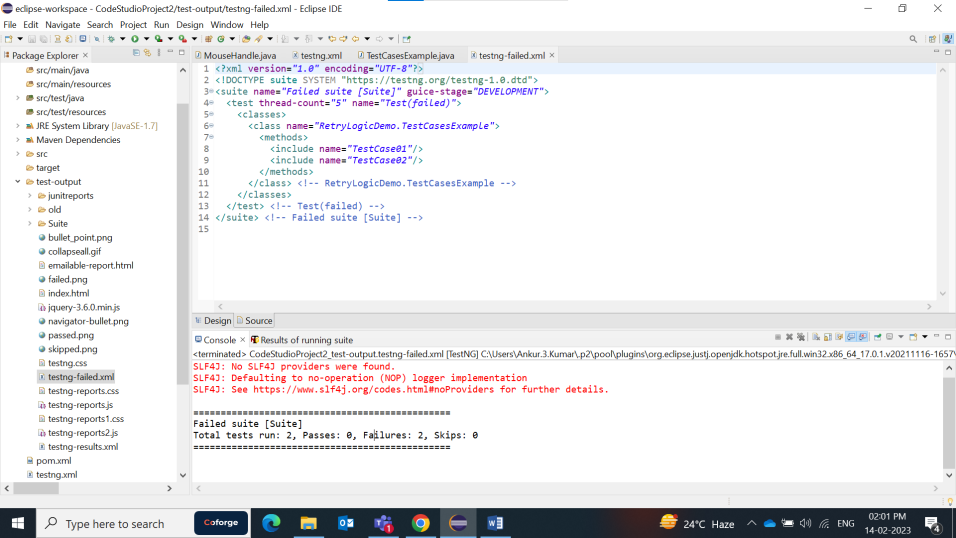 eclipse-workspace - CodeStudioProject2/test-output/testng-failed.xml - Eclipse IDE
File Edit Navigate Search Project Run Design Window Help
Package Explorer
src/main/java
src/main/resources
src/test/java
src/test/resources
JRE System Library [JavaSE-1.7]
Maven Dependencies
src
target
test-output
junitreports
old
Suite
bullet_point.png
collapseall.gif
emailable-report.html
failed.png
index.html
jquery-3.6.0.min.js
navigator-bullet.png
passed.png
skipped.png
testng.css
testng-failed.xml
testng-reports.css
testng-reports.js
testng-reports1.css
testng-reports2.js
testng-results.xml
pom.xml
testng.xml
MouseHandle.java testng.xml TestCasesExample.java testng-failed.xml
1 <?xml version="1.0" encoding="UTF-8"?>
2 <!DOCTYPE suite SYSTEM "https://testng.org/testng-1.0.dtd">
3 <suite name="Failed suite [Suite]" guice-stage="DEVELOPMENT">
4 <test thread-count="5" name="Test(failed)">
5 <classes>
6 <class name="RetryLogicDemo.TestCasesExample">
7 <methods>
8 <include name="TestCase01"/>
9 <include name="TestCase02"/>
10 </methods>
11 </class> <!-- RetryLogicDemo.TestCasesExample -->
12 </classes>
13 </test> <!-- Test(failed) -->
14 </suite> <!-- Failed suite [Suite] -->
15
Design Source
Console Results of running suite
<terminated> CodeStudioProject2_test-output.testng-failed.xml [TestNG] C:\Users\Ankur.3.Kumar\.p2\pool\plugins\org.eclipse.justj.openjdk.hotspot.jre.full.win32.x86_64_17.0.1.v20211116-1657\
SLF4J: No SLF4J providers were found.
SLF4J: Defaulting to no-operation (NOP) logger implementation
SLF4J: See https://www.slf4j.org/codes.html#noProviders for further details.
===============================================
Failed suite [Suite]
Total tests run: 2, Passes: 0, Failures: 2, Skips: 0
===============================================
Type here to search
Coforge
1
24°C Haze
ENG
02:01 PM
14-02-2023
4